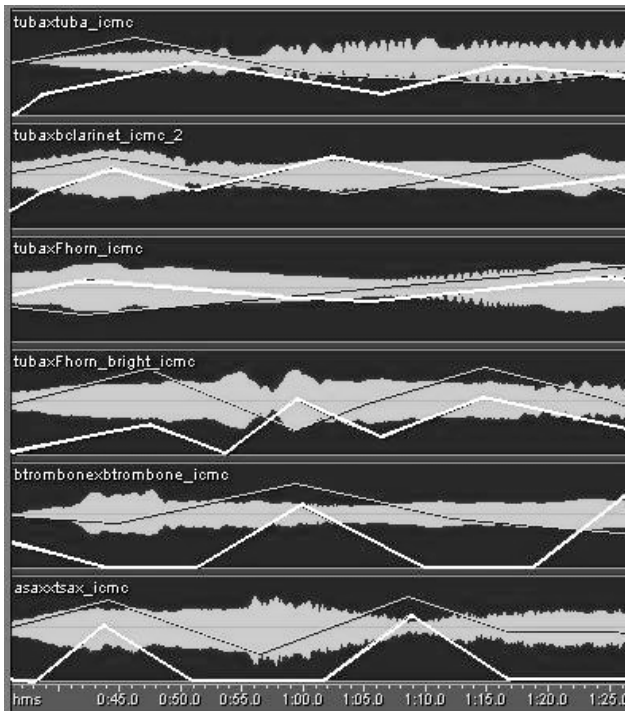 tubaxtuba_icmc
tubaxbclarinet_icmc_2
tubaxFhorn_icmc
tubaxFhorn_bright_icmc
btrombonexbtrombone_icmc
asaxxtsax_icmc
hms 0:45.0 0:50.0 0:55.0 1:00.0 1:05.0 1:10.0 1:15.0 1:20.0 1:25.0